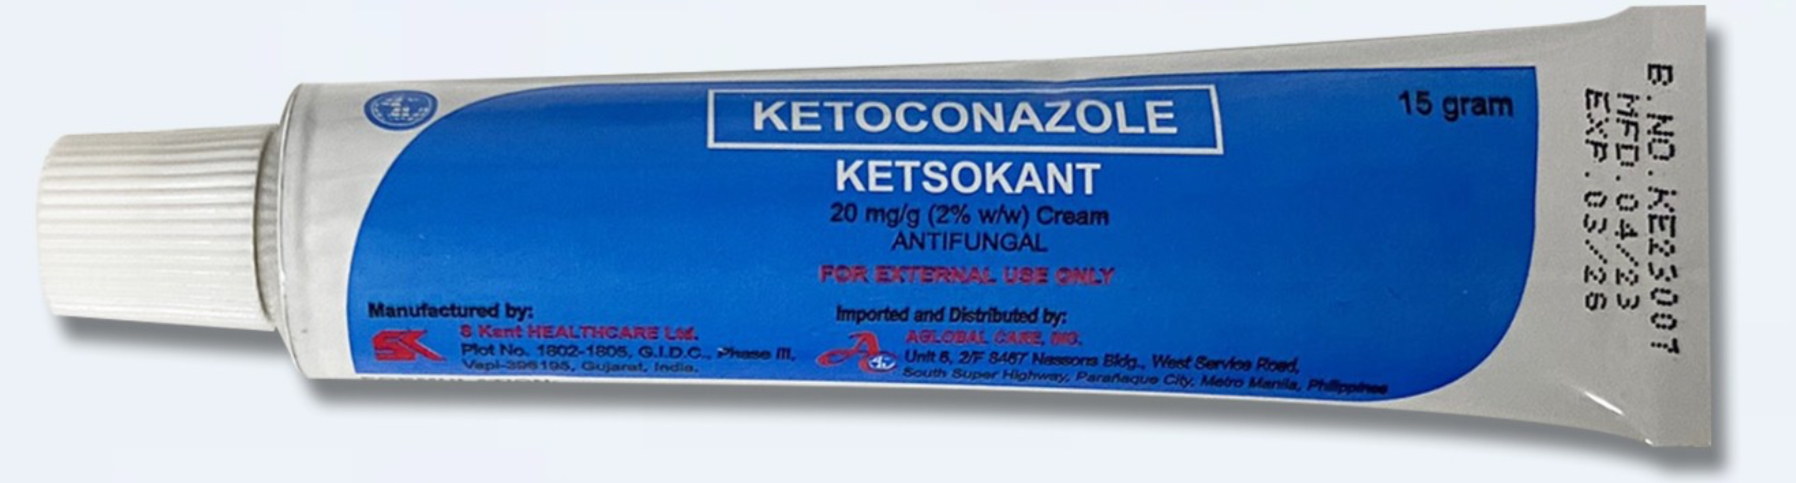 KETOCONAZOLE
15 gram
KETSOKANT
20 mg/g (2% w/w) Cream
ANTIFUNGAL
FOR EXTERNAL USE ONLY
Manufactured by:
S Kant HEALTHCARE Ltd.
Plot No. 1802-1805, G.I.D.C., Phase III,
Vapi-396195, Gujarat, India.
Imported and Distributed by:
AGLOBAL CARE, INC.
Unit 6, 2/F 8467 Nassons Bldg., West Service Road,
South Super Highway, Parañaque City, Metro Manila, Philippines
B.NO.KE23007
MFD.04/23
EXP.03/26